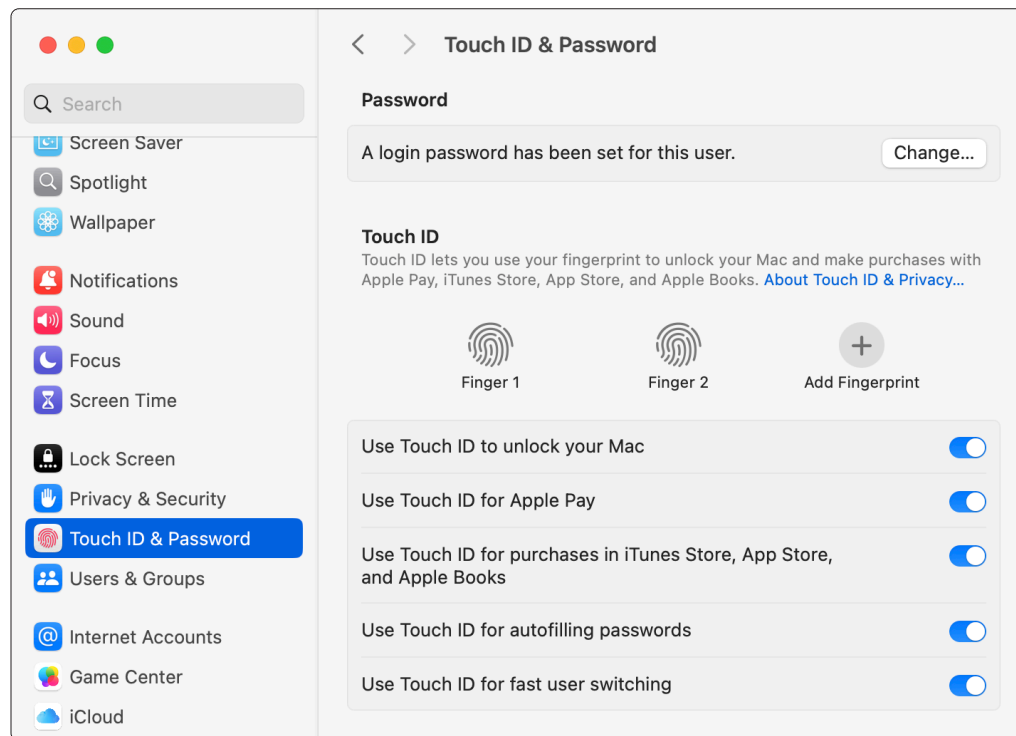 Search
Screen Saver
Spotlight
Wallpaper
Notifications
Sound
Focus
Screen Time
Lock Screen
Privacy & Security
Touch ID & Password
Users & Groups
Internet Accounts
Game Center
iCloud
Touch ID & Password
Password
A login password has been set for this user.
Change...
Touch ID
Touch ID lets you use your fingerprint to unlock your Mac and make purchases with
Apple Pay, iTunes Store, App Store, and Apple Books. About Touch ID & Privacy...
Finger 1
Finger 2
Add Fingerprint
Use Touch ID to unlock your Mac
Use Touch ID for Apple Pay
Use Touch ID for purchases in iTunes Store, App Store,
and Apple Books
Use Touch ID for autofilling passwords
Use Touch ID for fast user switching